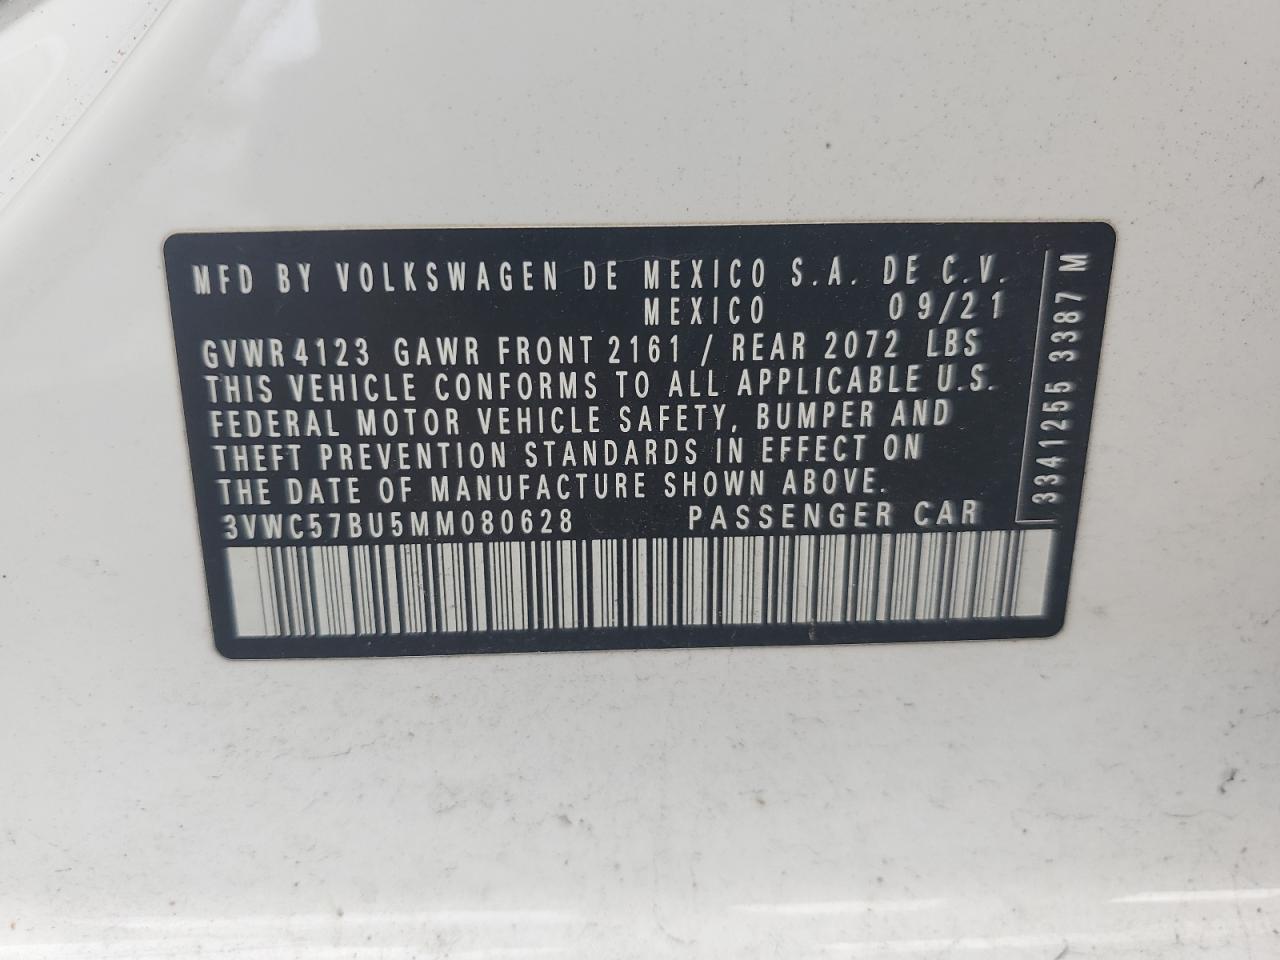 MFD BY VOLKSWAGEN DE MEXICO S.A. DE C.V.
MEXICO 09/21
GVWR 4123 GAWR FRONT 2161 / REAR 2072 LBS
THIS VEHICLE CONFORMS TO ALL APPLICABLE U.S.
FEDERAL MOTOR VEHICLE SAFETY, BUMPER AND
THEFT PREVENTION STANDARDS IN EFFECT ON
THE DATE OF MANUFACTURE SHOWN ABOVE.
3VWC57BU5MM080628 PASSENGER CAR
3341255 3387 M